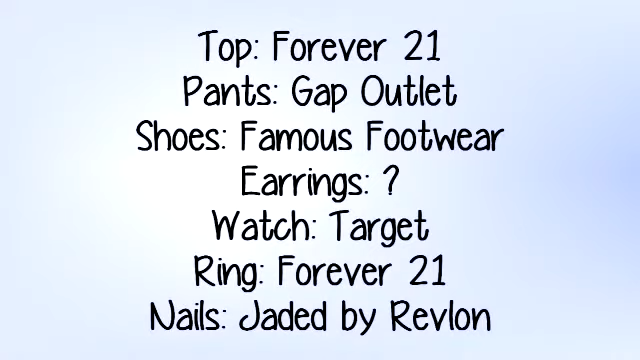 Top: Forever 21
Pants: Gap Outlet
Shoes: Famous Footwear
Earrings: ?
Watch: Target
Ring: Forever 21
Nails: Jaded by Revlon